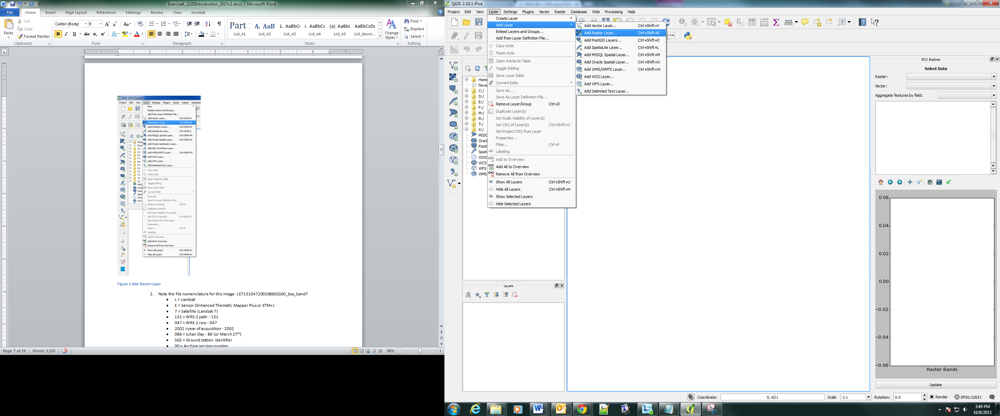 Exercise6_QGISIntroduction_2015v2.docx - Microsoft Word
File Home Insert Page Layout References Mailings Review View Acrobat
Paste
Cut
Copy
Format Painter
Calibri (Body) 9
Part 1 A. AaB 1. AaBbCc i. AaBbCc (a) AaBbC AaBbCcDc
List_A1 List_A2 List_A3 List_A4 List_A5 List_descri...
Change Styles
Find
Replace
Select
Clipboard Font Paragraph Styles Editing
QGIS 2.4.0-Chugiak
Project Edit View Layer Settings Plugins Vector Raster Database
New
Embed Layers and Groups...
Add from Layer Definition File...
Add Vector Layer... Ctrl+Shift+V
Add Raster Layer... Ctrl+Shift+R
Add PostGIS Layers... Ctrl+Shift+D
Add SpatiaLite Layer... Ctrl+Shift+L
Add MSSQL Spatial Layer... Ctrl+Shift+M
Add Oracle Spatial Layer... Ctrl+Shift+O
Add Oracle GeoRaster Layer...
Add SQL Anywhere Layer...
Add WMS/WMTS Layer... Ctrl+Shift+W
Add WCS Layer...
Add WFS Layer...
Add Delimited Text Layer...
Copy style
Paste style
Open Attribute Table
Toggle Editing
Save Layer Edits
Current Edits
Save As...
Save As Layer Definition File...
Remove Layer(s) Ctrl+D
Duplicate Layer(s)
Set Scale Visibility of Layer(s)
Set CRS of Layer(s) Ctrl+Shift+C
Set Project CRS from Layer
Properties...
Query... Ctrl+F
Labeling
Add to Overview
Add All to Overview
Remove All from Overview
Show All Layers Ctrl+Shift+U
Hide All Layers Ctrl+Shift+H
Figure 1 Add Raster Layer
2. Note the file nomenclature for this image: LE71310472002086SGS00_toa_band7
• L = Landsat
• E = Sensor (Enhanced Thematic Mapper Plus or ETM+)
• 7 = Satellite (Landsat 7)
• 131 = WRS-2 path - 131
• 047 = WRS-2 row - 047
• 2002 =year of acquisition - 2002
• 086 = Julian Day - 86 (or March 27th)
• SGS = Ground station identifier
• 00 = Archive version number
Page: 7 of 19 Words: 3,105 98%
QGIS 2.10.1-Pisa
Project Edit View Layer Settings Plugins Vector Raster Database Web Processing Help
Create Layer
Add Layer
Embed Layers and Groups...
Add from Layer Definition File...
Copy style
Paste style
Open Attribute Table
Toggle Editing
Save Layer Edits
Current Edits
Save As...
Save As Layer Definition File...
Remove Layer/Group Ctrl+D
Duplicate Layer(s)
Set Scale Visibility of Layer(s)
Set CRS of Layer(s) Ctrl+Shift+C
Set Project CRS from Layer
Properties...
Filter... Ctrl+F
Labeling
Add to Overview
Add All to Overview
Remove All from Overview
Show All Layers Ctrl+Shift+U
Hide All Layers Ctrl+Shift+H
Show Selected Layers
Hide Selected Layers
Add Vector Layer... Ctrl+Shift+V
Add Raster Layer... Ctrl+Shift+R
Add PostGIS Layers... Ctrl+Shift+D
Add SpatiaLite Layer... Ctrl+Shift+L
Add MSSQL Spatial Layer... Ctrl+Shift+M
Add Oracle Spatial Layer... Ctrl+Shift+O
Add WMS/WMTS Layer... Ctrl+Shift+W
Add WCS Layer...
Add WFS Layer...
Add Delimited Text Layer...
CSW
Home
Favou
C:/
D:/
E:/
F:/
M:/
R:/
T:/
X:/
MSSQ
Orac
PostG
Spati
OWS
WCS
WFS
WMS
Layers
ROI Explorer
Select Data
Raster:
Vector:
Aggregate features by field:
0.06
0.04
0.02
0.00
−0.02
−0.04
−0.06
Raster Bands
Update
Coordinate: 0,-821 Scale 1:1 Rotation: 0.0 Render EPSG:32651
3:49 PM
10/8/2015